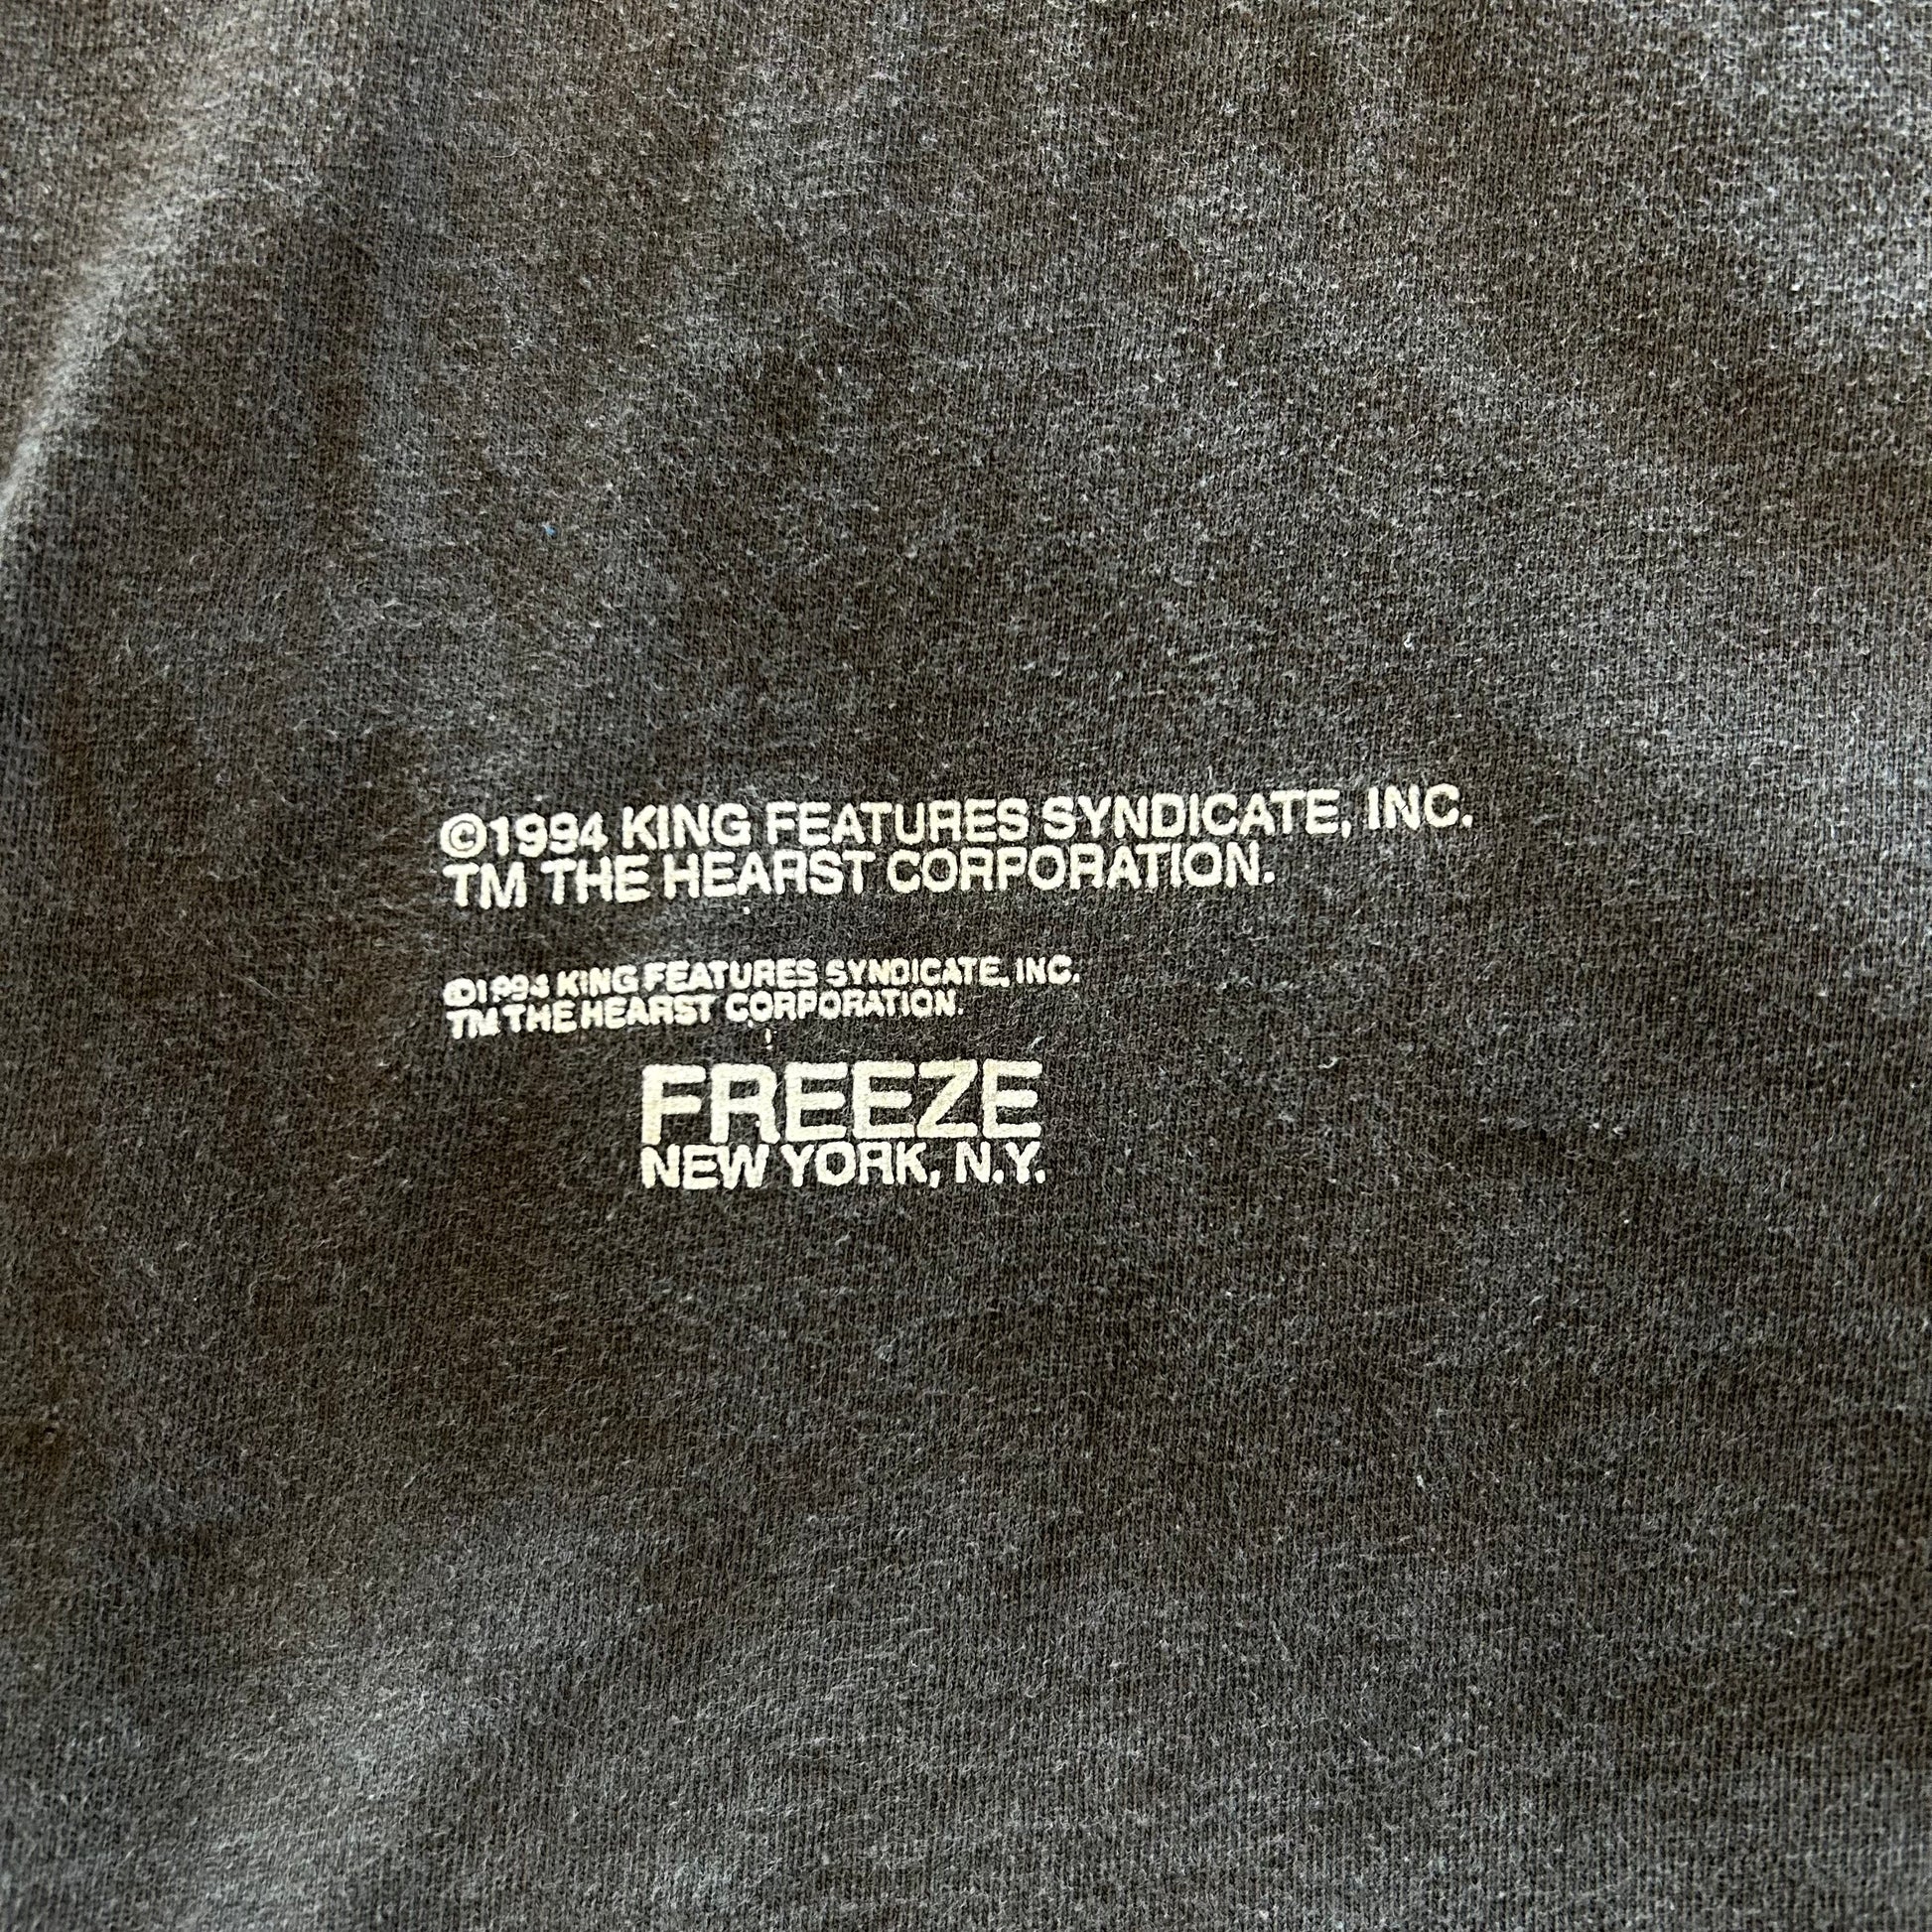 ©1994 KING FEATURES SYNDICATE, INC.
TM THE HEARST CORPORATION.
©1994 KING FEATURES SYNDICATE, INC.
TM THE HEARST CORPORATION.
FREEZE
NEW YORK, N.Y.